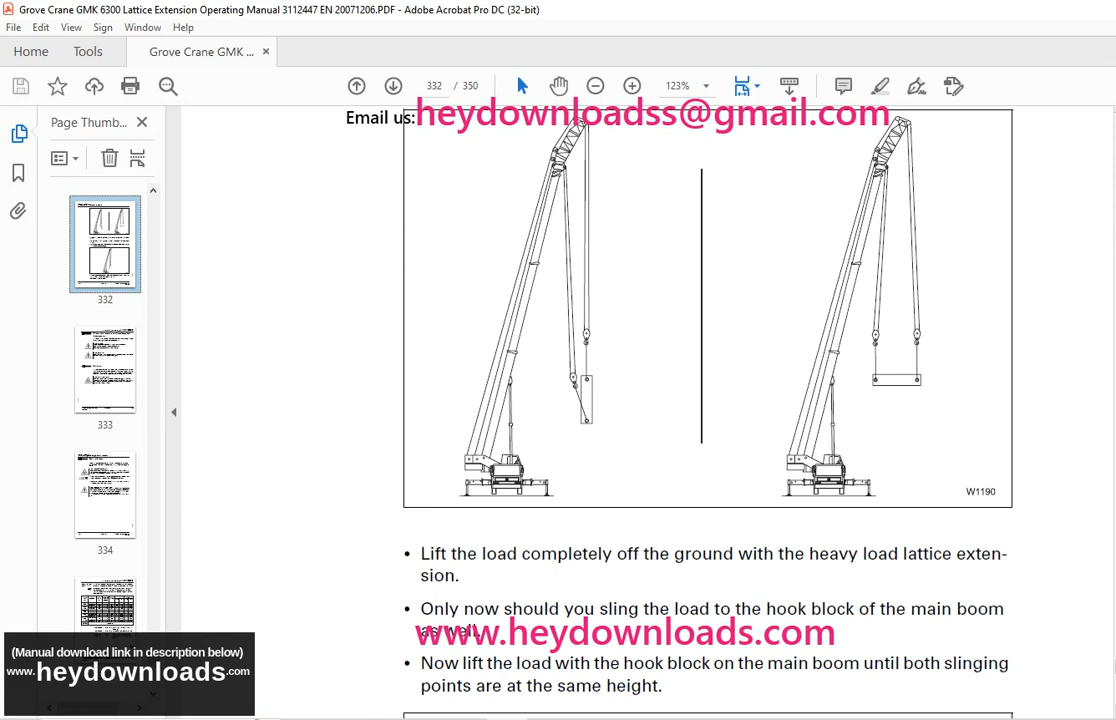 Grove Crane GMK 6300 Lattice Extension Operating Manual 3112447 EN 20071206.PDF - Adobe Acrobat Pro DC (32-bit)
File Edit View Sign Window Help
Home Tools Grove Crane GMK ... ×
332 / 350 123%
Page Thumb...
Email us: heydownloadss@gmail.com
332
333
334
W1190
• Lift the load completely off the ground with the heavy load lattice exten-
sion.
• Only now should you sling the load to the hook block of the main boom
as well.
www.heydownloads.com
• Now lift the load with the hook block on the main boom until both slinging
points are at the same height.
(Manual download link in description below)
www.heydownloads.com